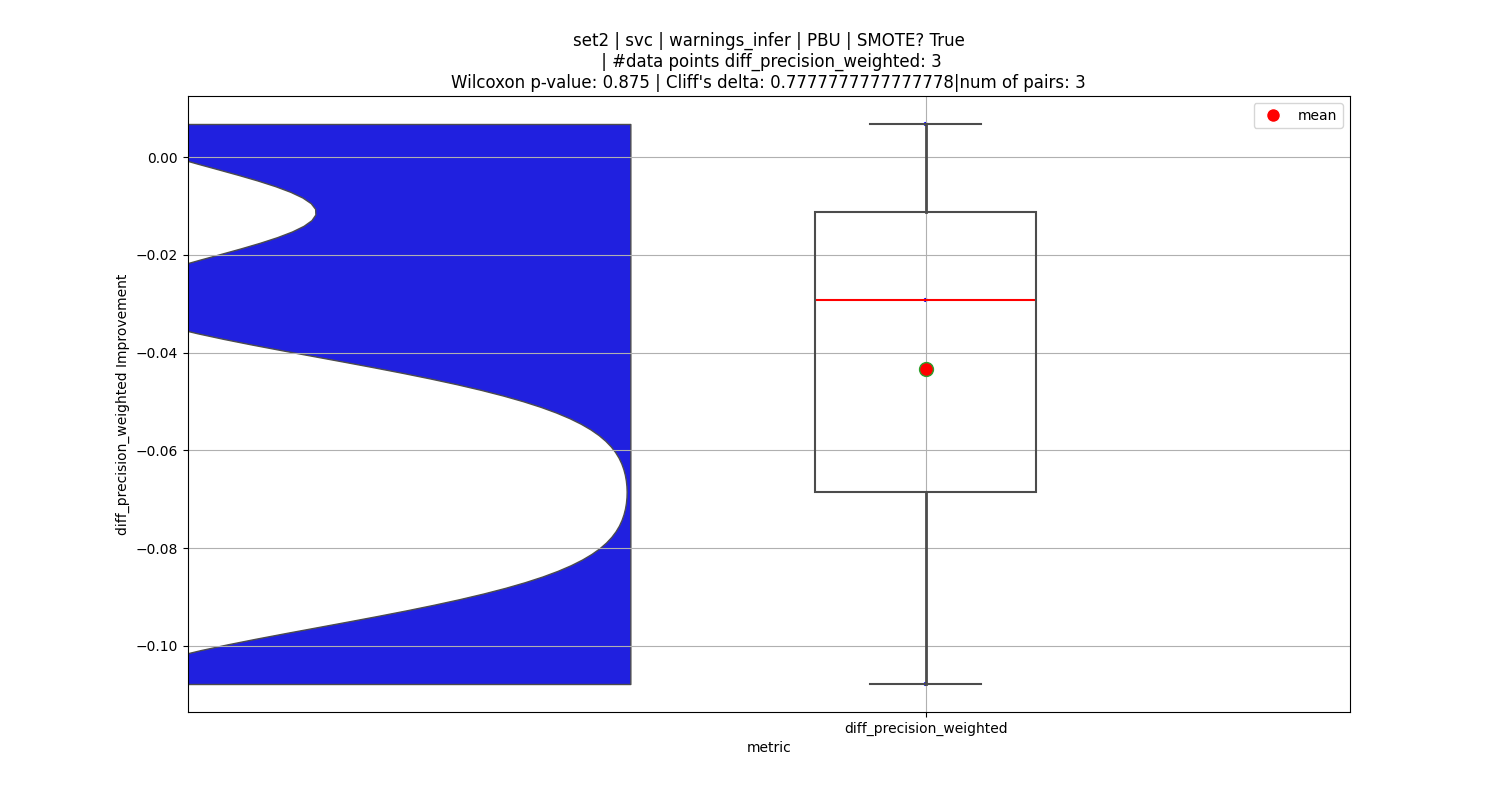 set2 | svc | warnings_infer | PBU | SMOTE? True
| #data points diff_precision_weighted: 3
Wilcoxon p-value: 0.875 | Cliff's delta: 0.7777777777777778|num of pairs: 3
mean
0.00
−0.02
−0.04
−0.06
−0.08
−0.10
diff_precision_weighted Improvement
diff_precision_weighted
metric